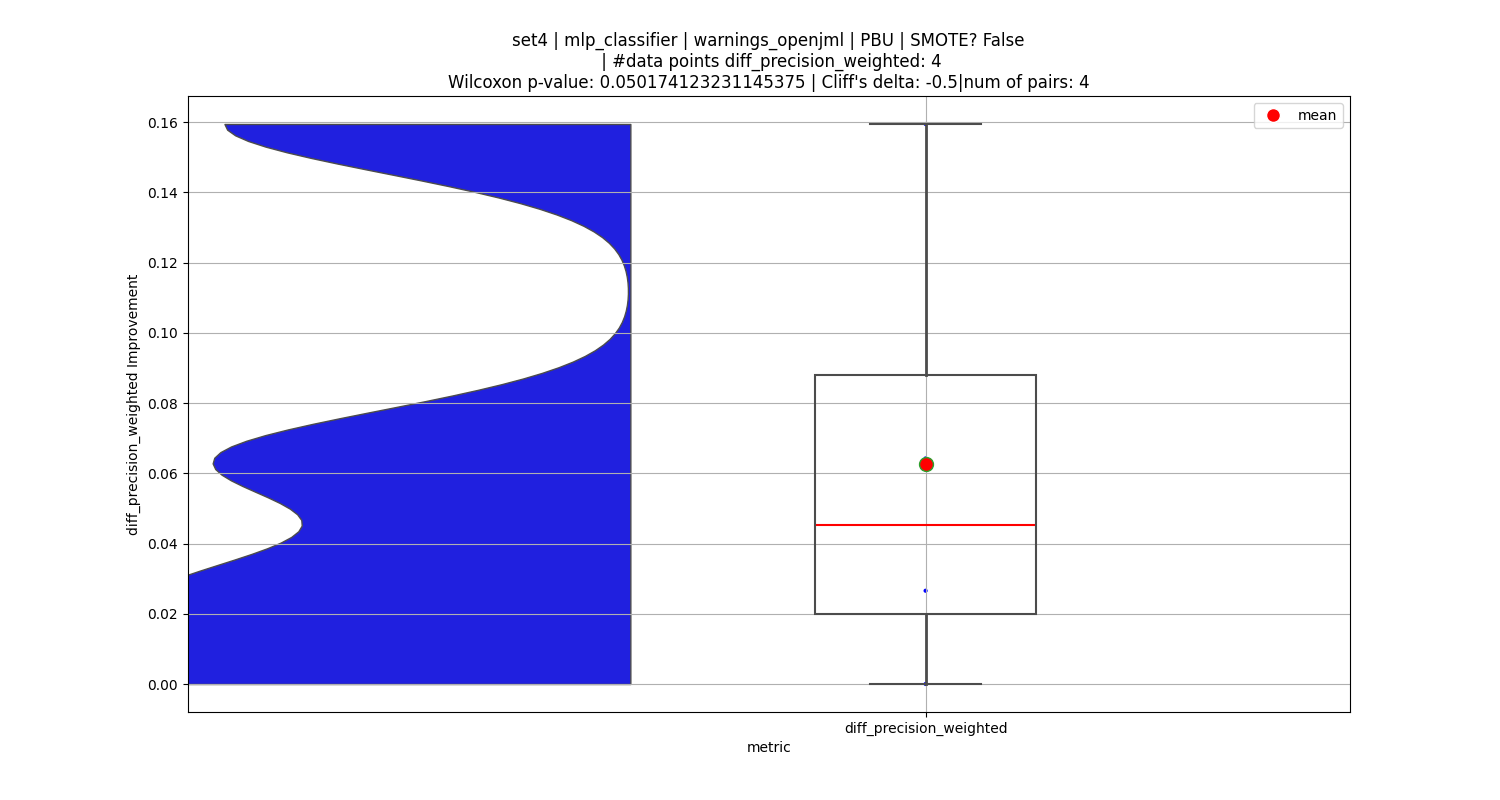 set4 | mlp_classifier | warnings_openjml | PBU | SMOTE? False
| #data points diff_precision_weighted: 4
Wilcoxon p-value: 0.050174123231145375 | Cliff's delta: -0.5|num of pairs: 4
mean
0.16
0.14
0.12
0.10
0.08
0.06
0.04
0.02
0.00
diff_precision_weighted Improvement
diff_precision_weighted
metric